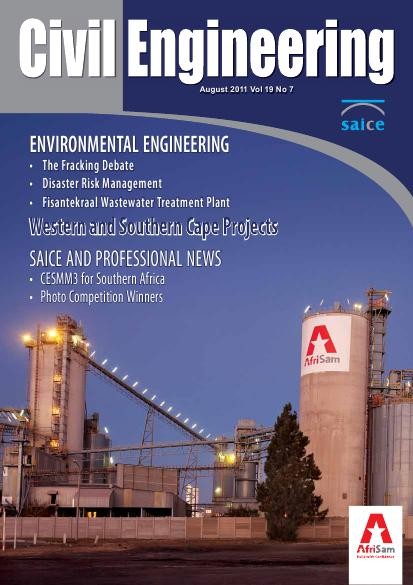 Civil Engineering
August 2011 Vol 19 No 7
saice
ENVIRONMENTAL ENGINEERING
• The Fracking Debate
• Disaster Risk Management
• Fisantekraal Wastewater Treatment Plant
Western and Southern Cape Projects
SAICE AND PROFESSIONAL NEWS
• CESMM3 for Southern Africa
• Photo Competition Winners
AfriSam
AfriSam